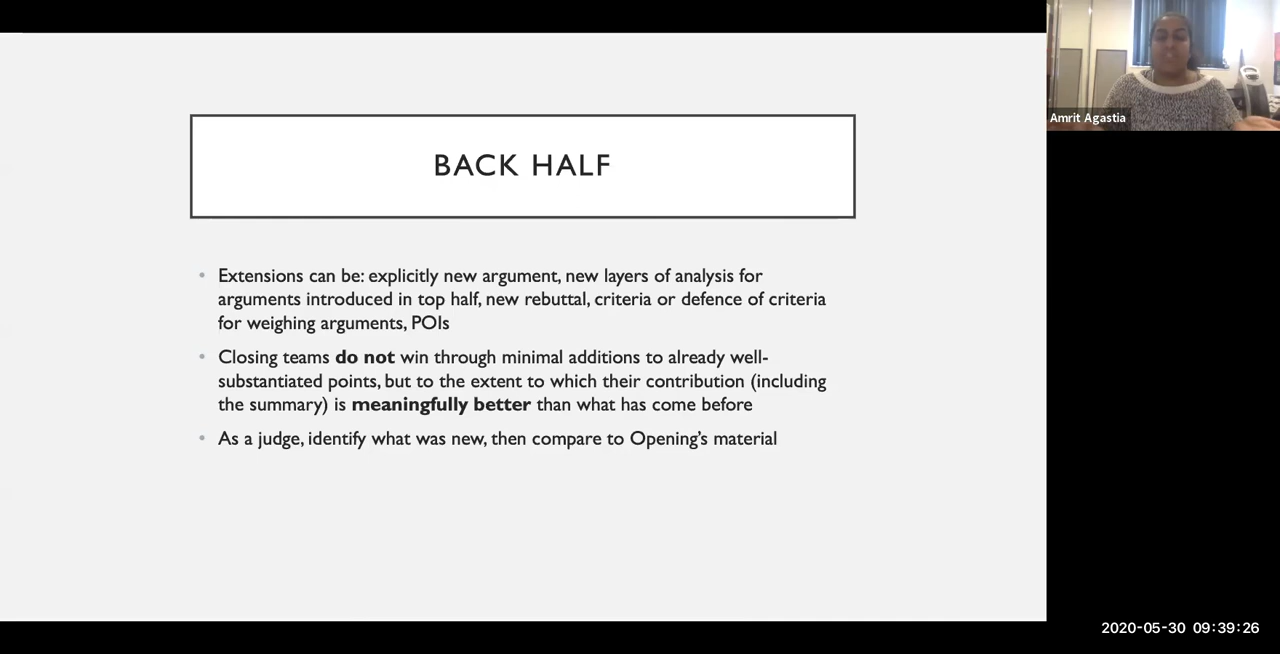 BACK HALF
• Extensions can be: explicitly new argument, new layers of analysis for
arguments introduced in top half, new rebuttal, criteria or defence of criteria
for weighing arguments, POIs
• Closing teams do not win through minimal additions to already well-
substantiated points, but to the extent to which their contribution (including
the summary) is meaningfully better than what has come before
• As a judge, identify what was new, then compare to Opening’s material
Amrit Agastia
2020-05-30 09:39:26